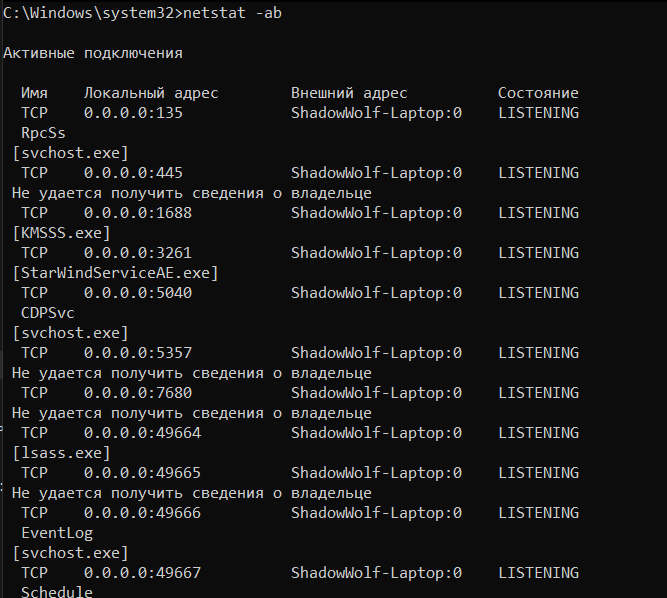 C:\Windows\system32>netstat -ab
Активные подключения
Имя Локальный адрес Внешний адрес Состояние
TCP 0.0.0.0:135 ShadowWolf-Laptop:0 LISTENING
RpcSs
[svchost.exe]
TCP 0.0.0.0:445 ShadowWolf-Laptop:0 LISTENING
Не удается получить сведения о владельце
TCP 0.0.0.0:1688 ShadowWolf-Laptop:0 LISTENING
[KMSSS.exe]
TCP 0.0.0.0:3261 ShadowWolf-Laptop:0 LISTENING
[StarWindServiceAE.exe]
TCP 0.0.0.0:5040 ShadowWolf-Laptop:0 LISTENING
CDPSvc
[svchost.exe]
TCP 0.0.0.0:5357 ShadowWolf-Laptop:0 LISTENING
Не удается получить сведения о владельце
TCP 0.0.0.0:7680 ShadowWolf-Laptop:0 LISTENING
Не удается получить сведения о владельце
TCP 0.0.0.0:49664 ShadowWolf-Laptop:0 LISTENING
[lsass.exe]
TCP 0.0.0.0:49665 ShadowWolf-Laptop:0 LISTENING
Не удается получить сведения о владельце
TCP 0.0.0.0:49666 ShadowWolf-Laptop:0 LISTENING
EventLog
[svchost.exe]
TCP 0.0.0.0:49667 ShadowWolf-Laptop:0 LISTENING
Schedule